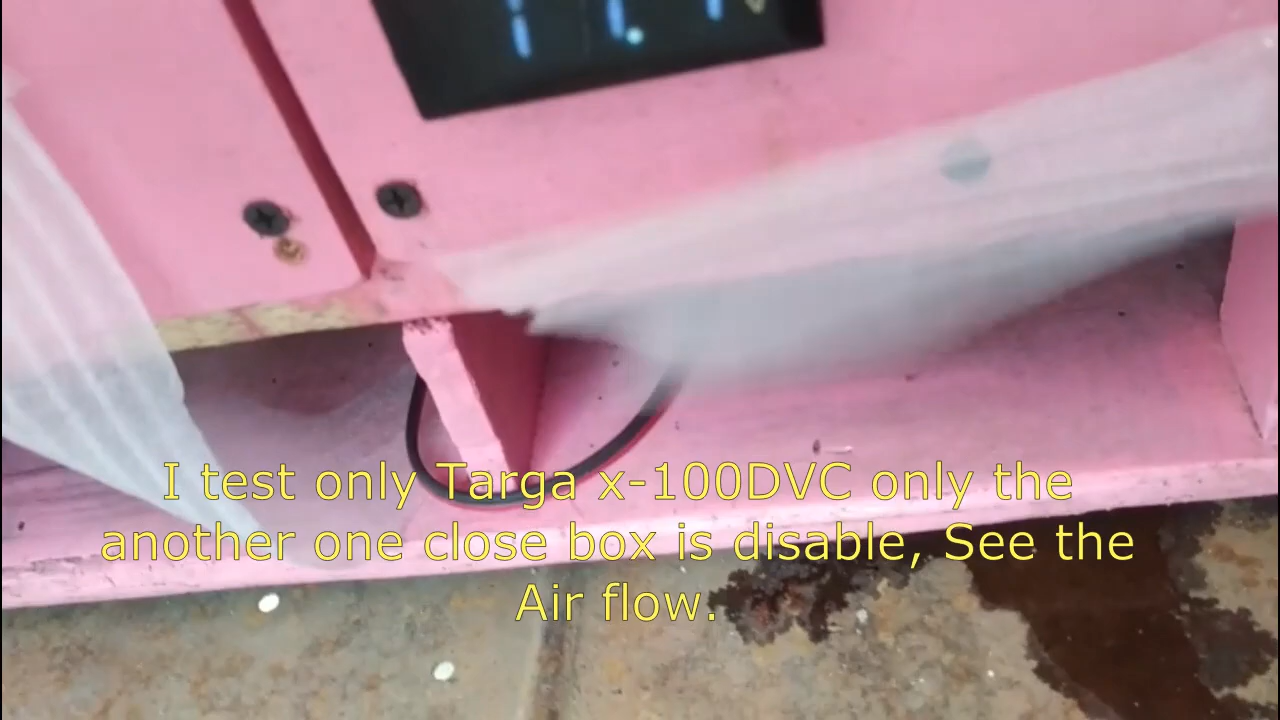 I test only Targa x-100DVC only the
another one close box is disable, See the
Air flow.